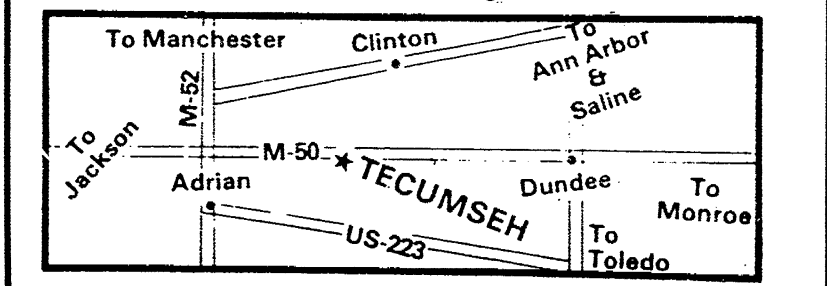 To Manchester
Clinton
To
Ann Arbor
&
Saline
M-52
To
Jackson
M-50
★ TECUMSEH
Adrian
Dundee
To
Monroe
US-223
To
Toledo